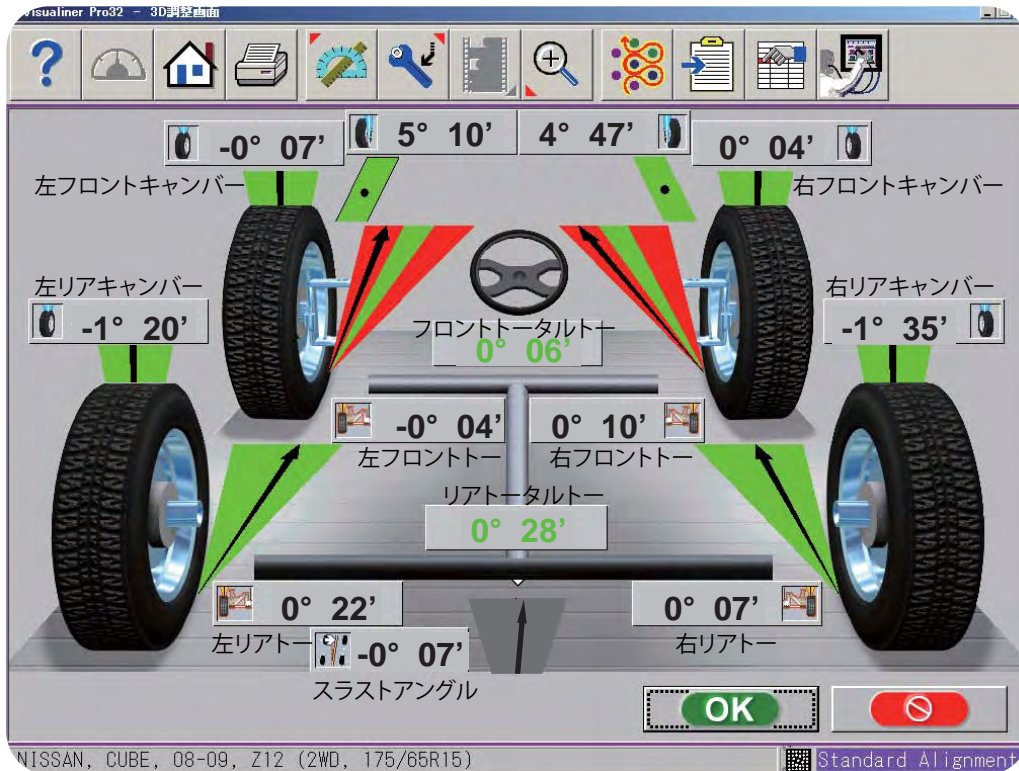 Visualiner Pro32 - 3D調整画面
?
-0° 07’
5° 10’
4° 47’
0° 04’
左フロントキャンバー
右フロントキャンバー
左リアキャンバー
-1° 20’
右リアキャンバー
-1° 35’
フロントトータルトー
0° 06’
-0° 04’
0° 10’
左フロントトー
右フロントトー
リアトータルトー
0° 28’
0° 22’
0° 07’
左リアトー
右リアトー
-0° 07’
スラストアングル
OK
NISSAN, CUBE, 08-09, Z12 (2WD, 175/65R15)
Standard Alignment